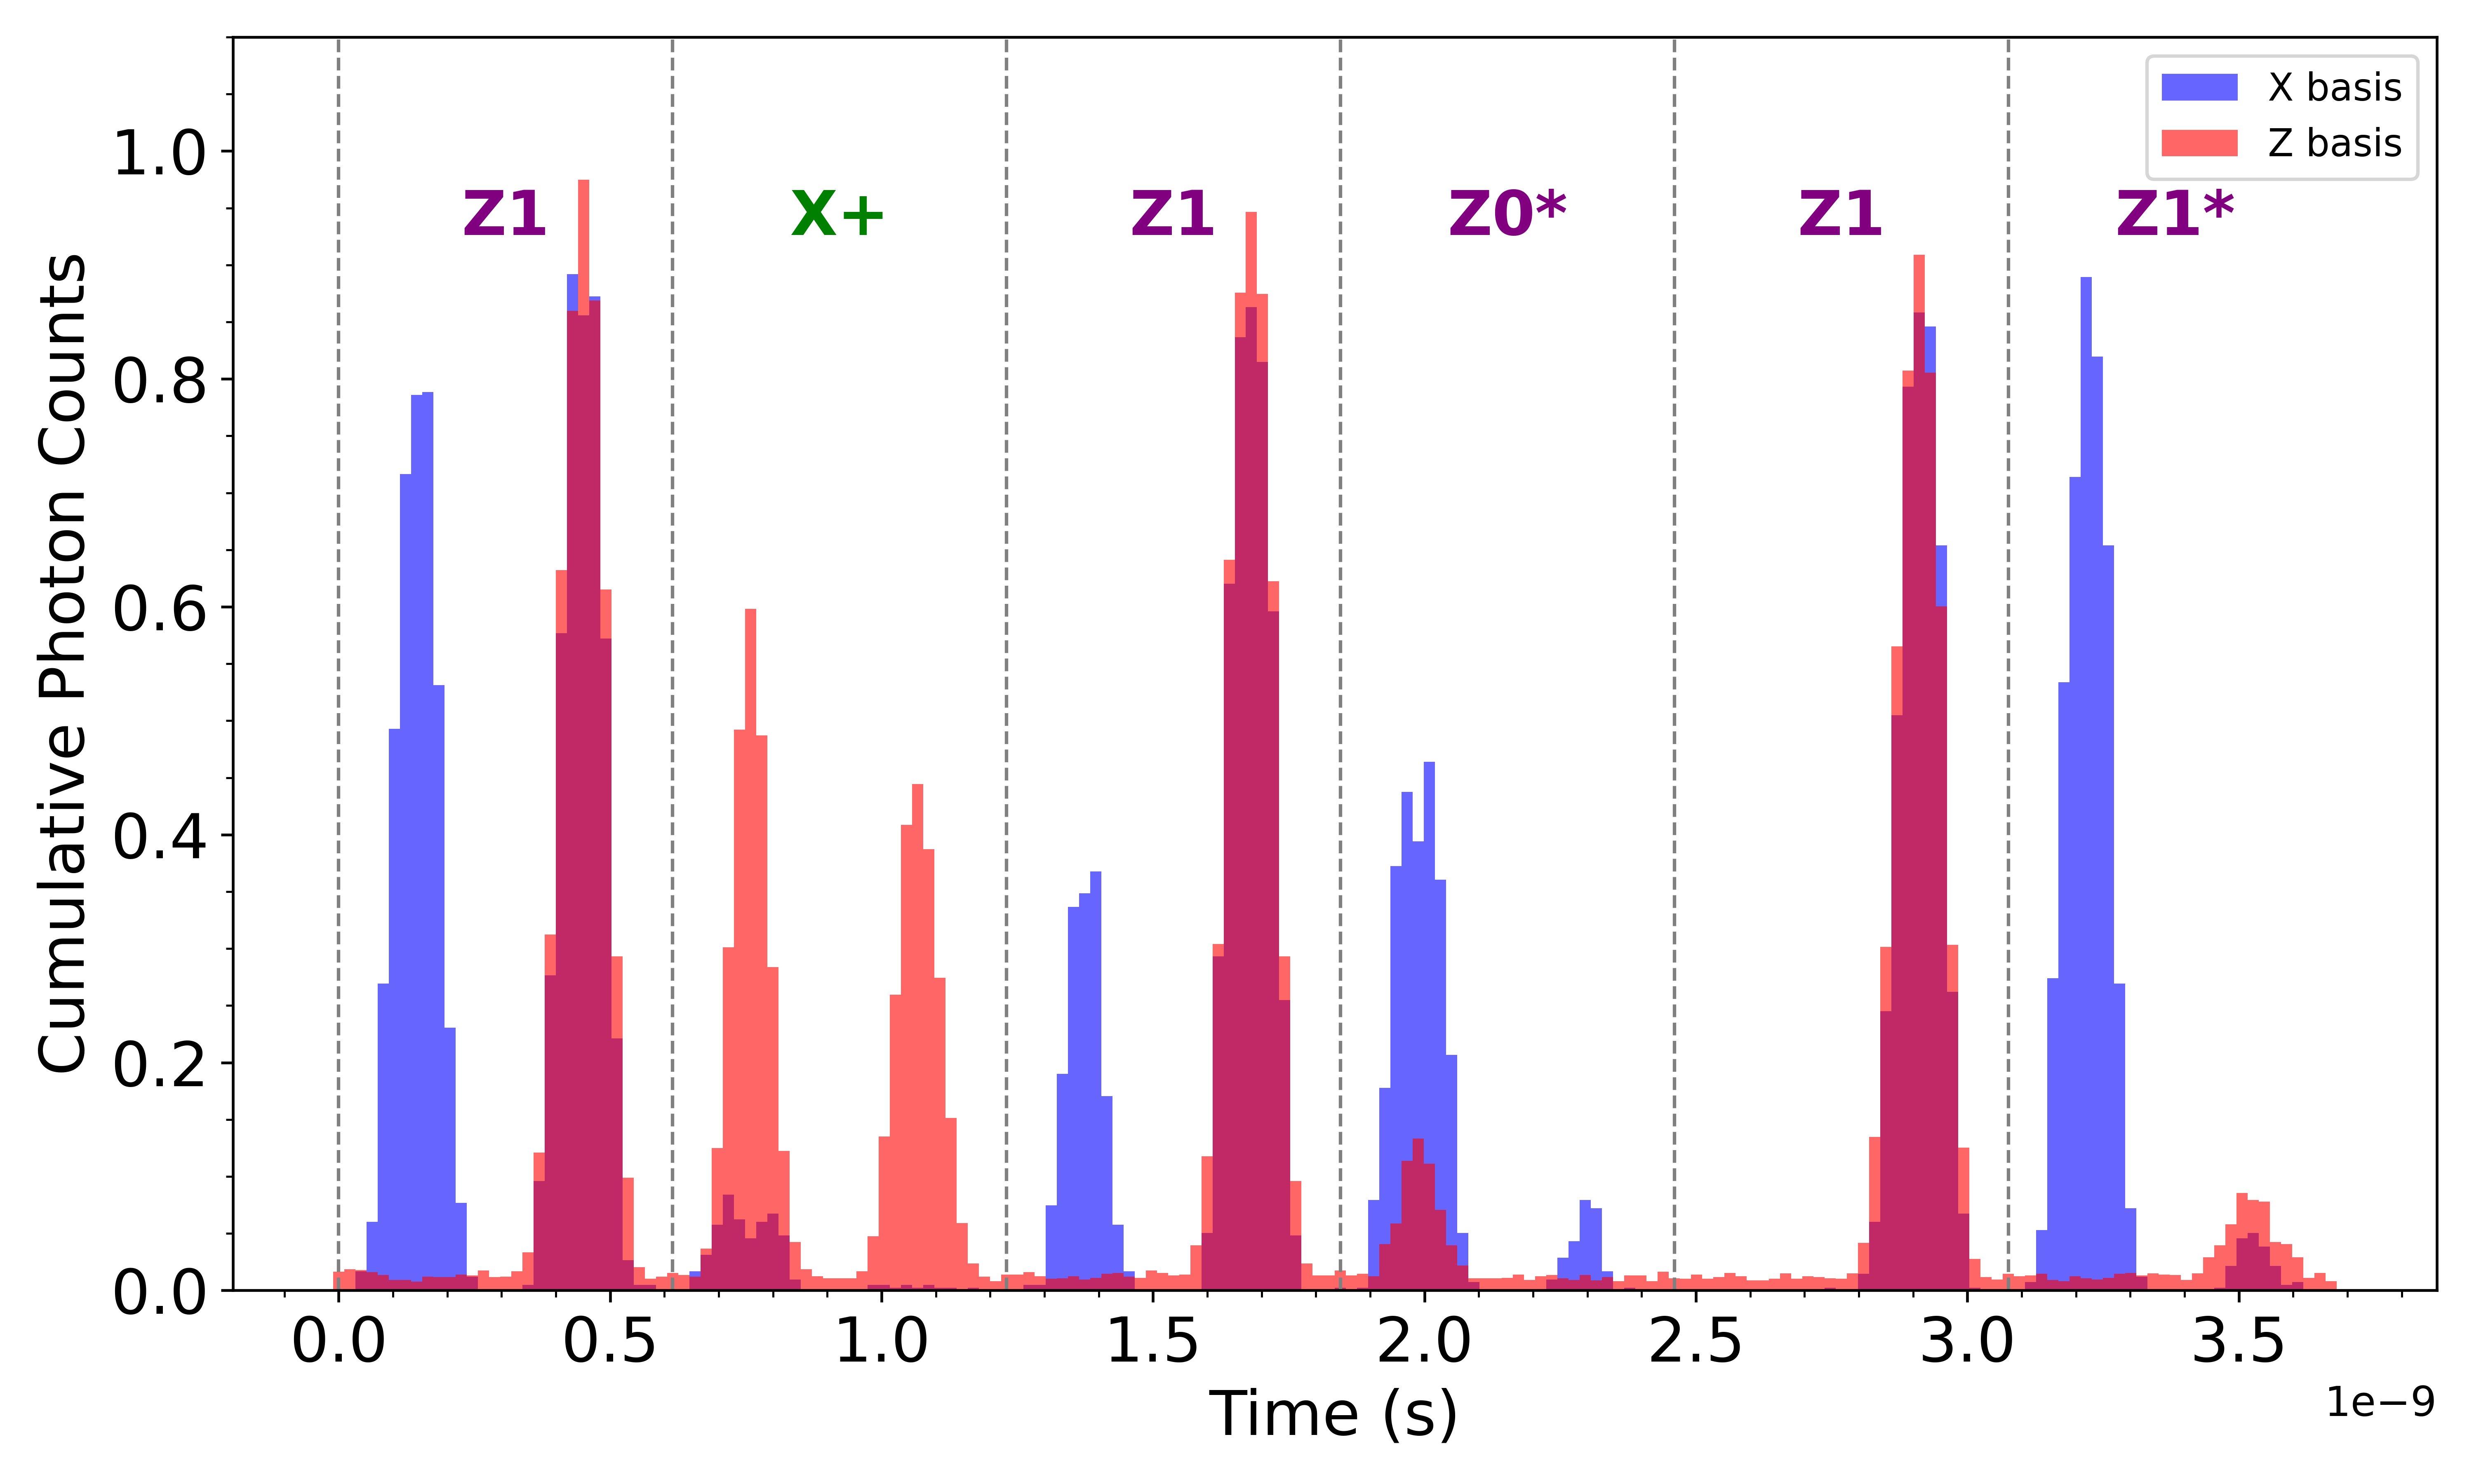 X basis
Z basis
Z1 X+ Z1 Z0* Z1 Z1*
Cumulative Photon Counts
1.0
0.8
0.6
0.4
0.2
0.0
0.0 0.5 1.0 1.5 2.0 2.5 3.0 3.5
Time (s)
1e−9